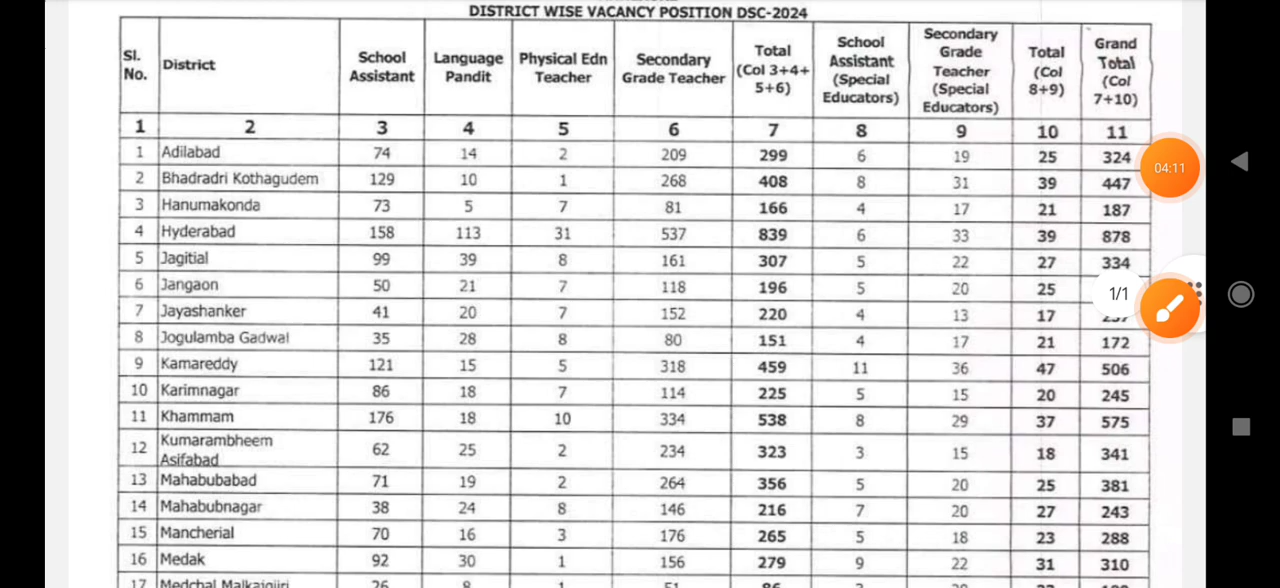 DISTRICT WISE VACANCY POSITION DSC-2024
Sl. No. District School Assistant Language Pandit Physical Edn Teacher Secondary Grade Teacher Total (Col 3+4+5+6) School Assistant (Special Educators) Secondary Grade Teacher (Special Educators) Total (Col 8+9) Grand Total (Col 7+10)
1 2 3 4 5 6 7 8 9 10 11
1 Adilabad 74 14 2 209 299 6 19 25 324
04:11
2 Bhadradri Kothagudem 129 10 1 268 408 8 31 39 447
3 Hanumakonda 73 5 7 81 166 4 17 21 187
4 Hyderabad 158 113 31 537 839 6 33 39 878
5 Jagitial 99 39 8 161 307 5 22 27 334
6 Jangaon 50 21 7 118 196 5 20 25
1/1
7 Jayashanker 41 20 7 152 220 4 13 17
8 Jogulamba Gadwal 35 28 8 80 151 4 17 21 172
9 Kamareddy 121 15 5 318 459 11 36 47 506
10 Karimnagar 86 18 7 114 225 5 15 20 245
11 Khammam 176 18 10 334 538 8 29 37 575
12 Kumarambheem Asifabad 62 25 2 234 323 3 15 18 341
13 Mahabubabad 71 19 2 264 356 5 20 25 381
14 Mahabubnagar 38 24 8 146 216 7 20 27 243
15 Mancherial 70 16 3 176 265 5 18 23 288
16 Medak 92 30 1 156 279 9 22 31 310
17 Medchal Malkajgiri 26 8 1 51 86